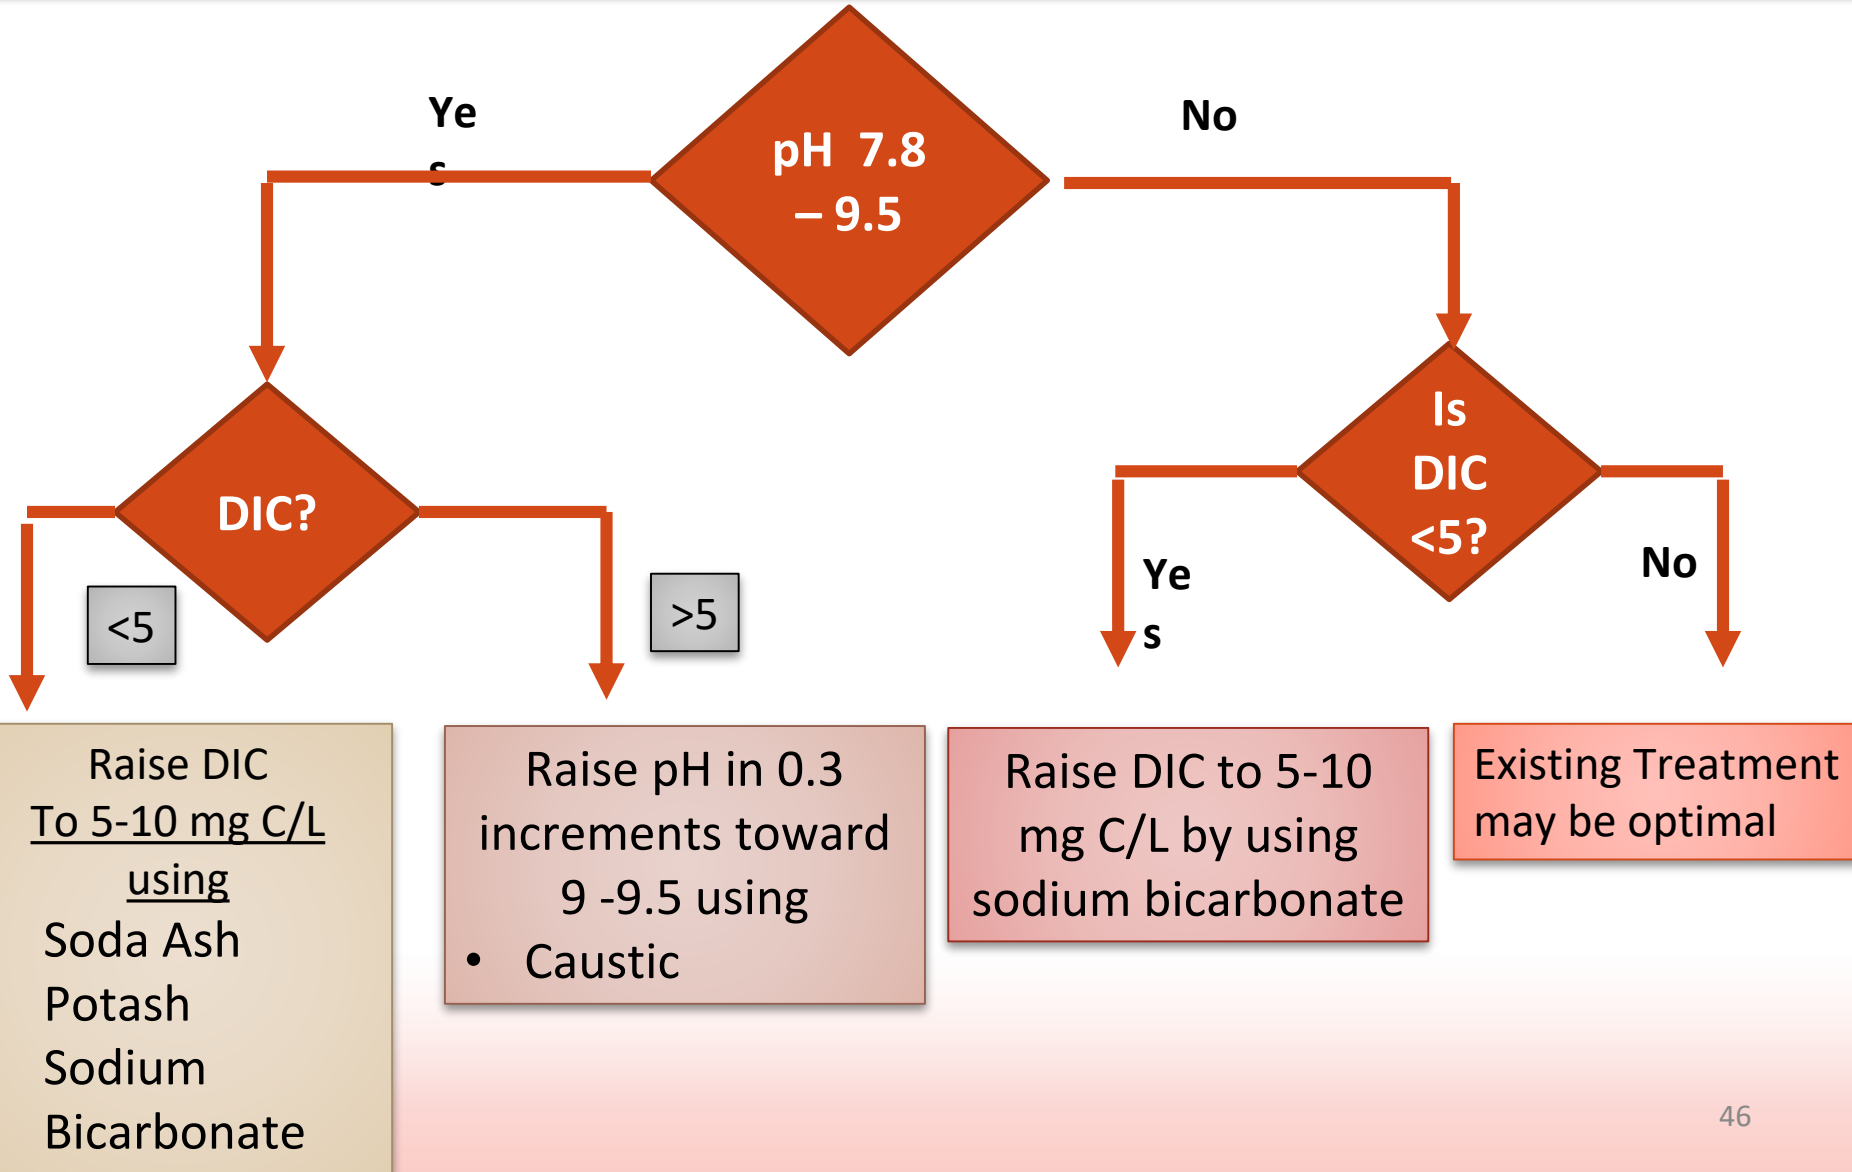 Ye
s
No
pH 7.8
– 9.5
Is
DIC
<5?
DIC?
<5
>5
Ye
s
No
Raise DIC
To 5-10 mg C/L
using
Soda Ash
Potash
Sodium
Bicarbonate
Raise pH in 0.3
increments toward
9 -9.5 using
• Caustic
Raise DIC to 5-10
mg C/L by using
sodium bicarbonate
Existing Treatment
may be optimal
46